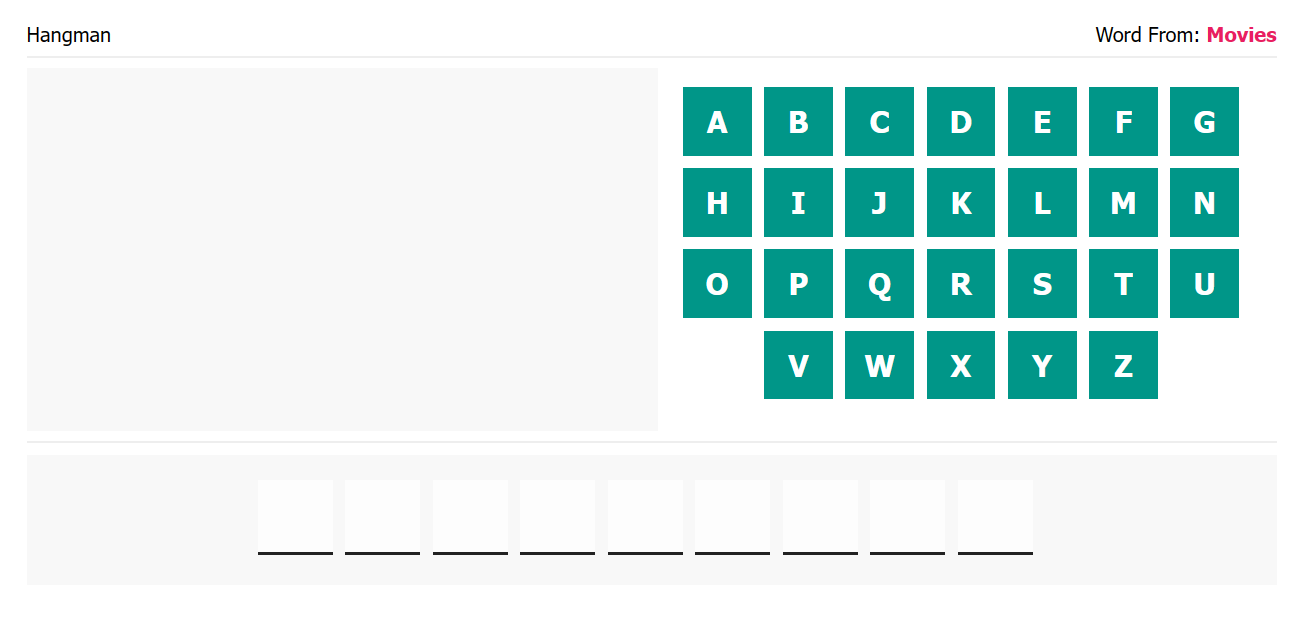 Hangman
Word From: Movies
A B C D E F G
H I J K L M N
O P Q R S T U
V W X Y Z